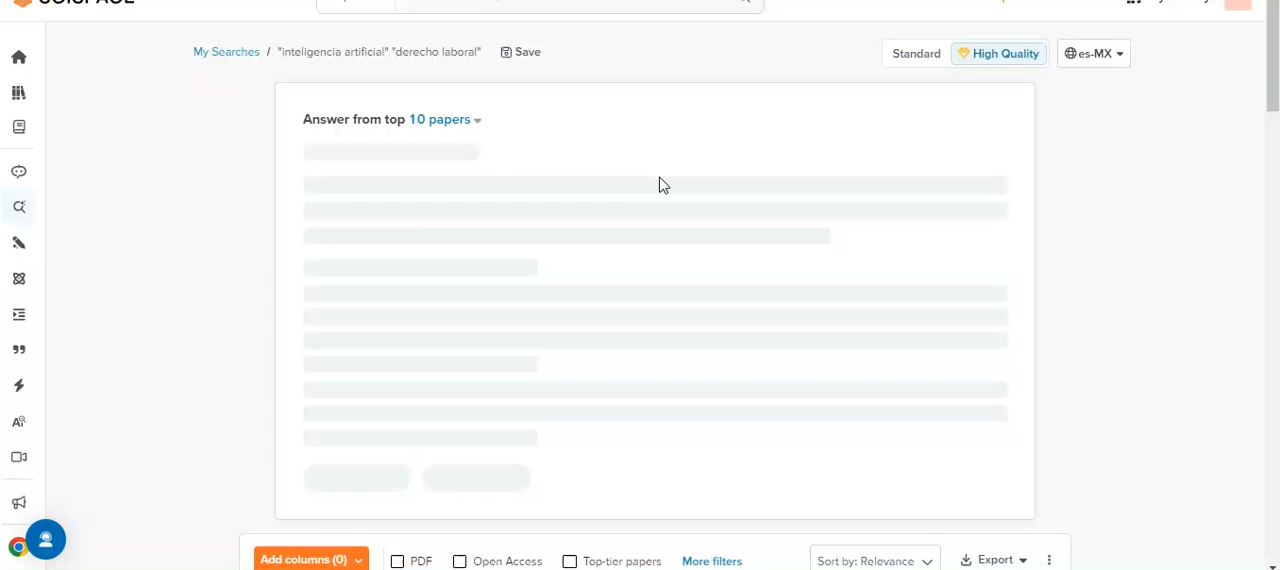 SCISPACE
My Searches / "inteligencia artificial" "derecho laboral" Save
Standard High Quality es-MX
Answer from top 10 papers
Add columns (0) PDF Open Access Top-tier papers More filters Sort by: Relevance Export